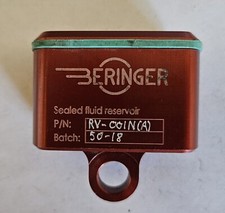 BERINGER
Sealed fluid reservoir
P/N: RV-001N(A)
Batch: 50-18